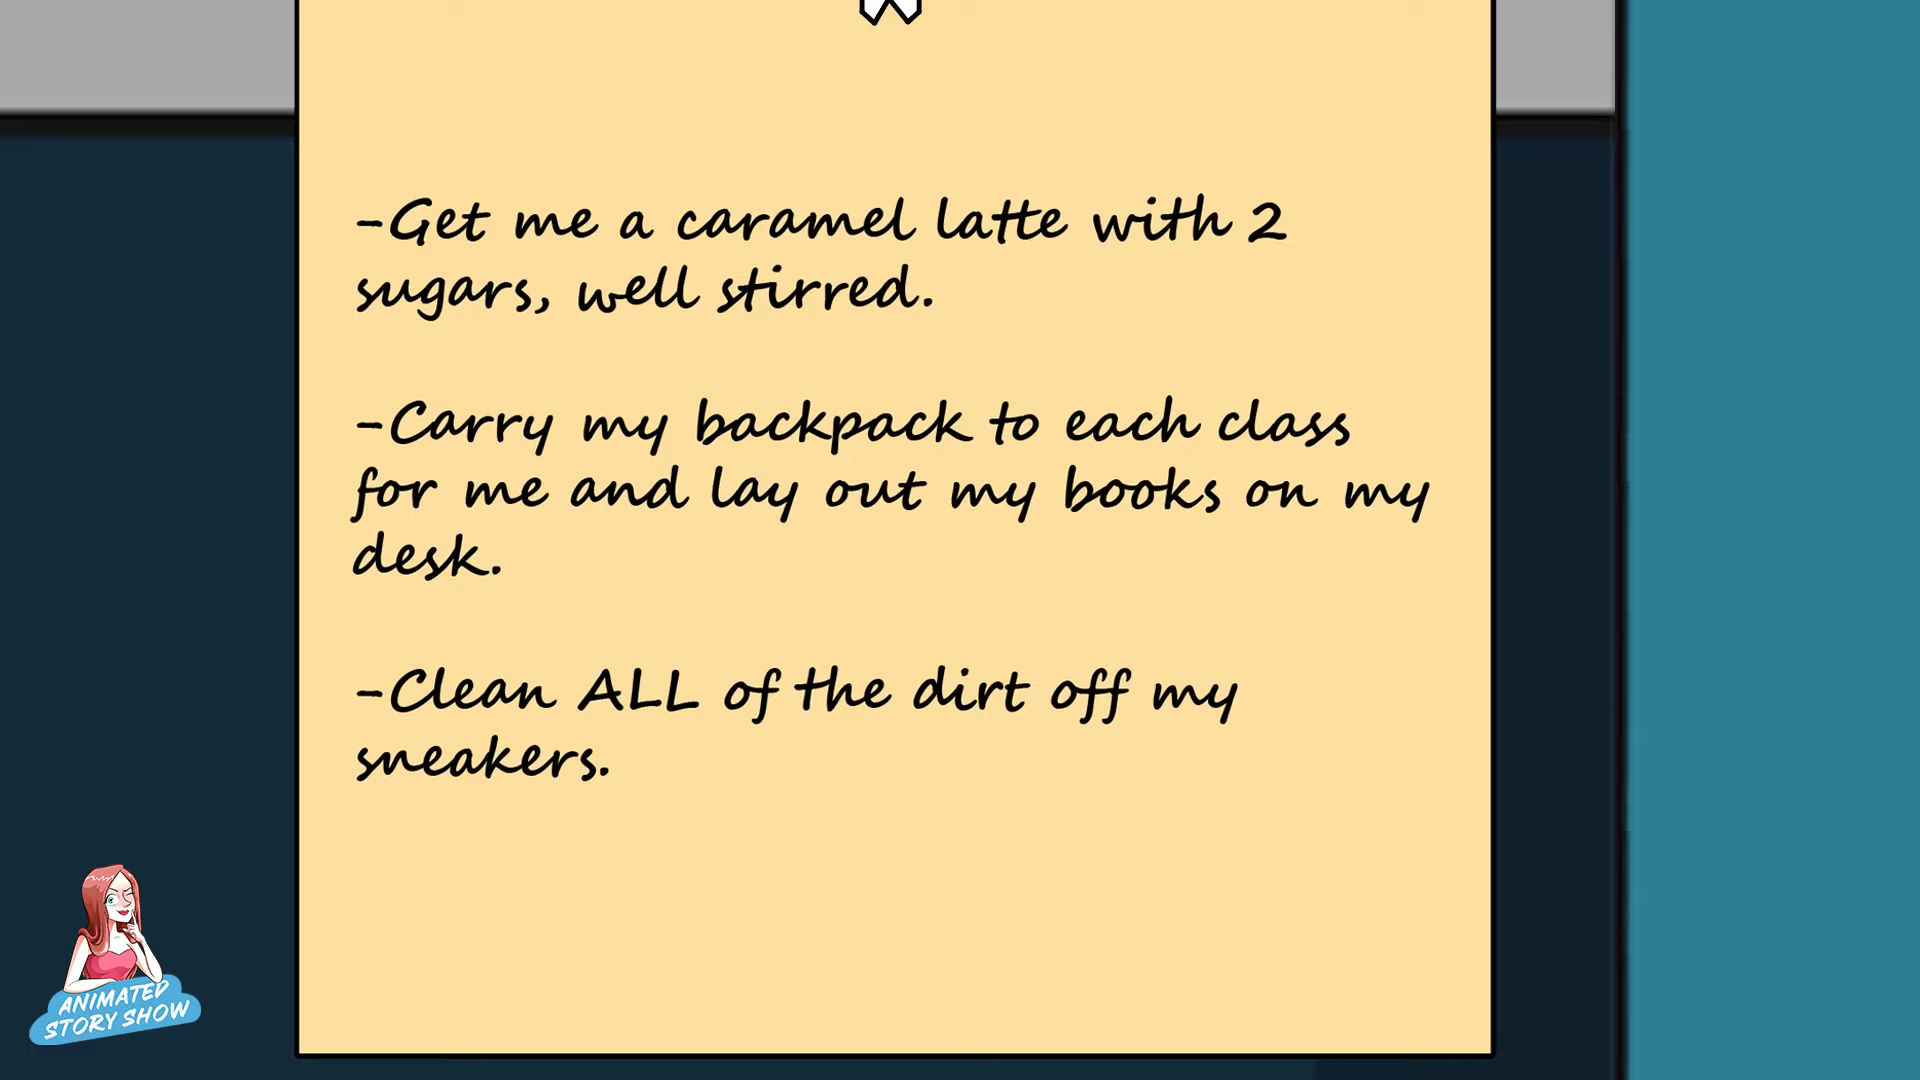 -Get me a caramel latte with 2
sugars, well stirred.
-Carry my backpack to each class
for me and lay out my books on my
desk.
-Clean ALL of the dirt off my
sneakers.
ANIMATED
STORY SHOW